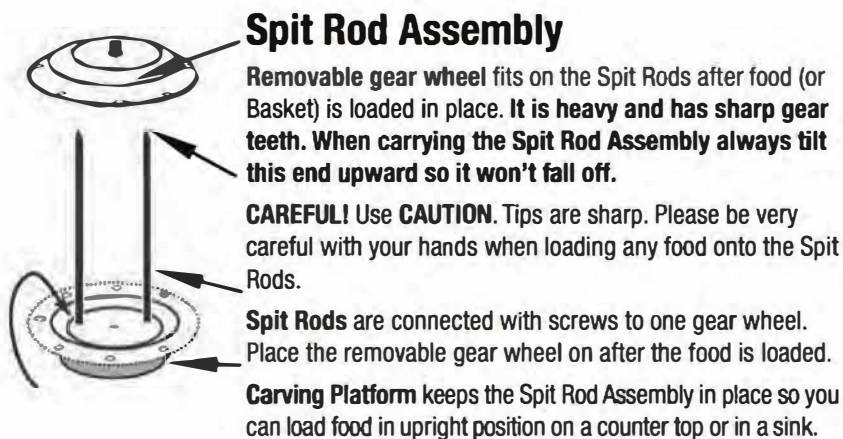 Spit Rod Assembly
Removable gear wheel fits on the Spit Rods after food (or
Basket) is loaded in place. It is heavy and has sharp gear
teeth. When carrying the Spit Rod Assembly always tilt
this end upward so it won't fall off.
CAREFUL! Use CAUTION. Tips are sharp. Please be very
careful with your hands when loading any food onto the Spit
Rods.
Spit Rods are connected with screws to one gear wheel.
Place the removable gear wheel on after the food is loaded.
Carving Platform keeps the Spit Rod Assembly in place so you
can load food in upright position on a counter top or in a sink.